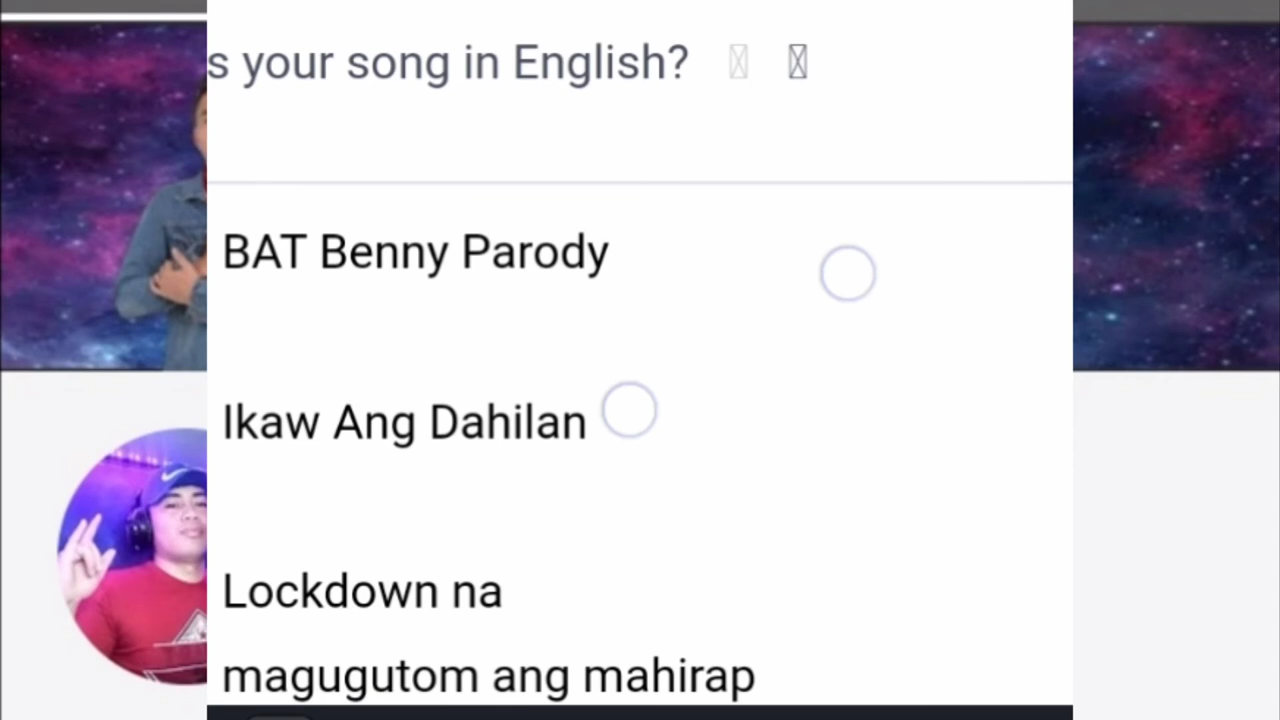 s your song in English?
BAT Benny Parody
Ikaw Ang Dahilan
Lockdown na
magugutom ang mahirap